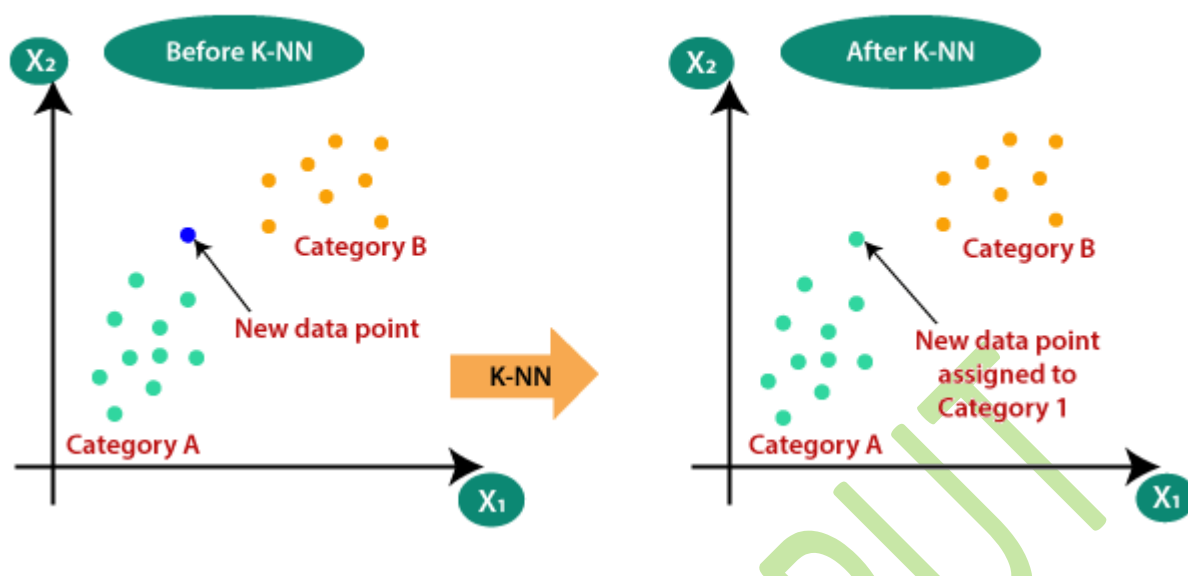 Before K-NN
After K-NN
X₂
X₂
Category B
Category B
New data point
New data point
assigned to
Category 1
K-NN
Category A
Category A
X₁
X₁